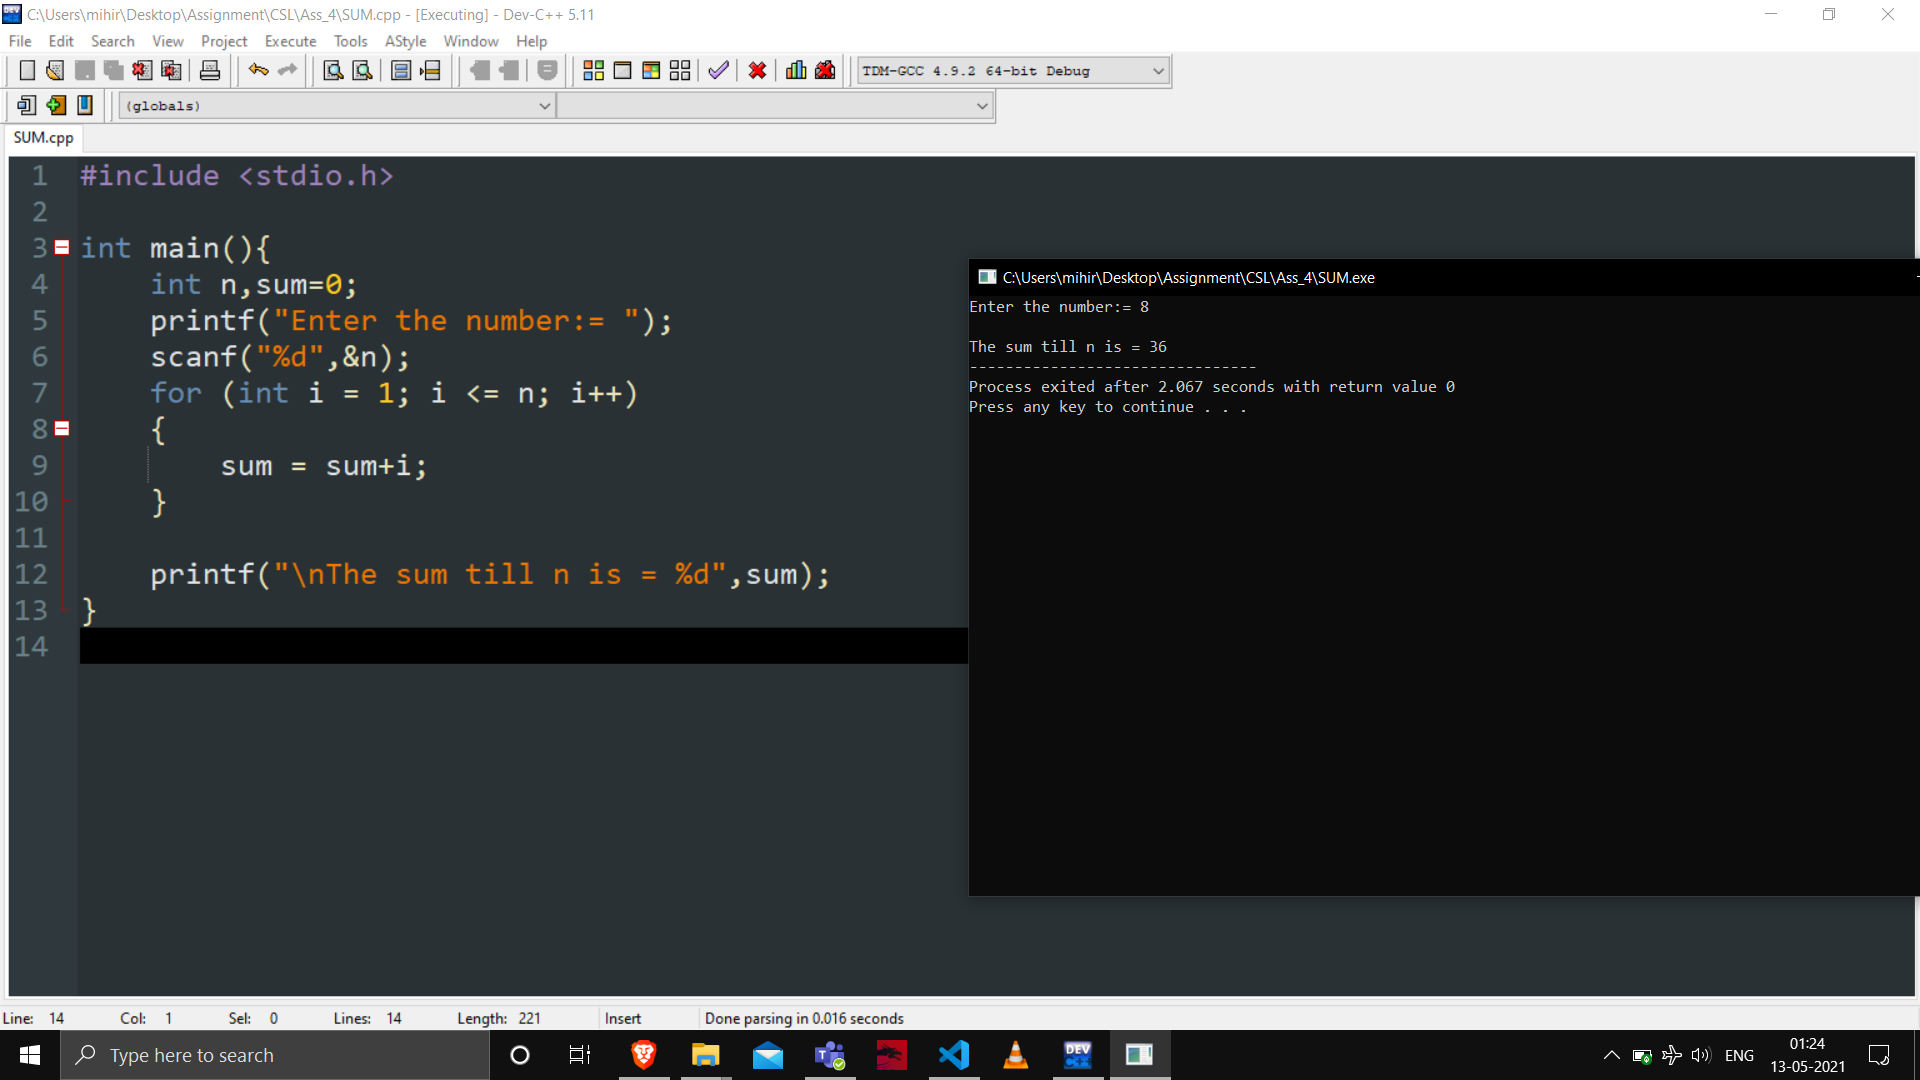 C:\Users\mihir\Desktop\Assignment\CSL\Ass_4\SUM.cpp - [Executing] - Dev-C++ 5.11
File Edit Search View Project Execute Tools AStyle Window Help
TDM-GCC 4.9.2 64-bit Debug
(globals)
SUM.cpp
1 #include <stdio.h>
2
3 int main(){
4 int n,sum=0;
5 printf("Enter the number:= ");
6 scanf("%d",&n);
7 for (int i = 1; i <= n; i++)
8 {
9 sum = sum+i;
10 }
11
12 printf("\nThe sum till n is = %d",sum);
13 }
14
C:\Users\mihir\Desktop\Assignment\CSL\Ass_4\SUM.exe
Enter the number:= 8
The sum till n is = 36
--------------------------------
Process exited after 2.067 seconds with return value 0
Press any key to continue . . .
Line: 14 Col: 1 Sel: 0 Lines: 14 Length: 221 Insert Done parsing in 0.016 seconds
Type here to search
DEV
ENG
01:24
13-05-2021